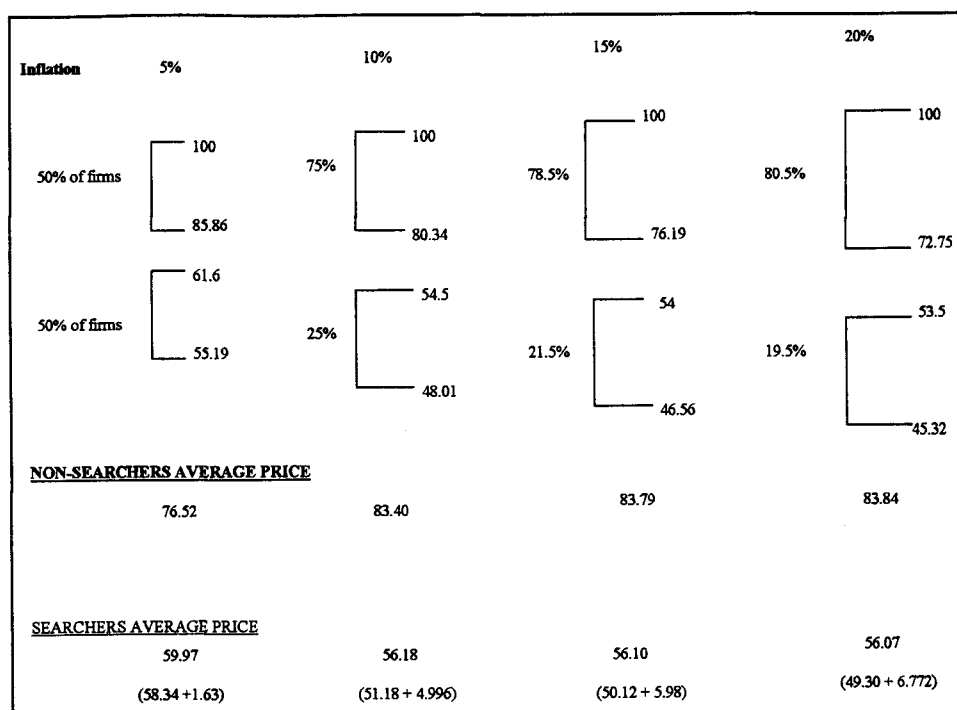 Inflation 5% 10% 15% 20%
100 100 100 100
50% of firms 75% 78.5% 80.5%
85.86 80.34 76.19 72.75
61.6 54.5 54 53.5
50% of firms 25% 21.5% 19.5%
55.19 48.01 46.56 45.32
NON-SEARCHERS AVERAGE PRICE
76.52 83.40 83.79 83.84
SEARCHERS AVERAGE PRICE
59.97 56.18 56.10 56.07
(58.34 +1.63) (51.18 + 4.996) (50.12 + 5.98) (49.30 + 6.772)